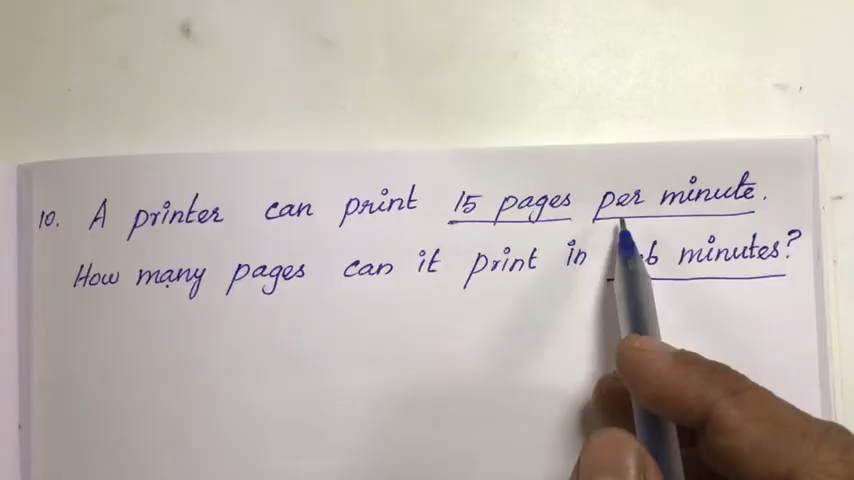 10. A printer can print 15 pages per minute.
How many pages can it print in minutes?